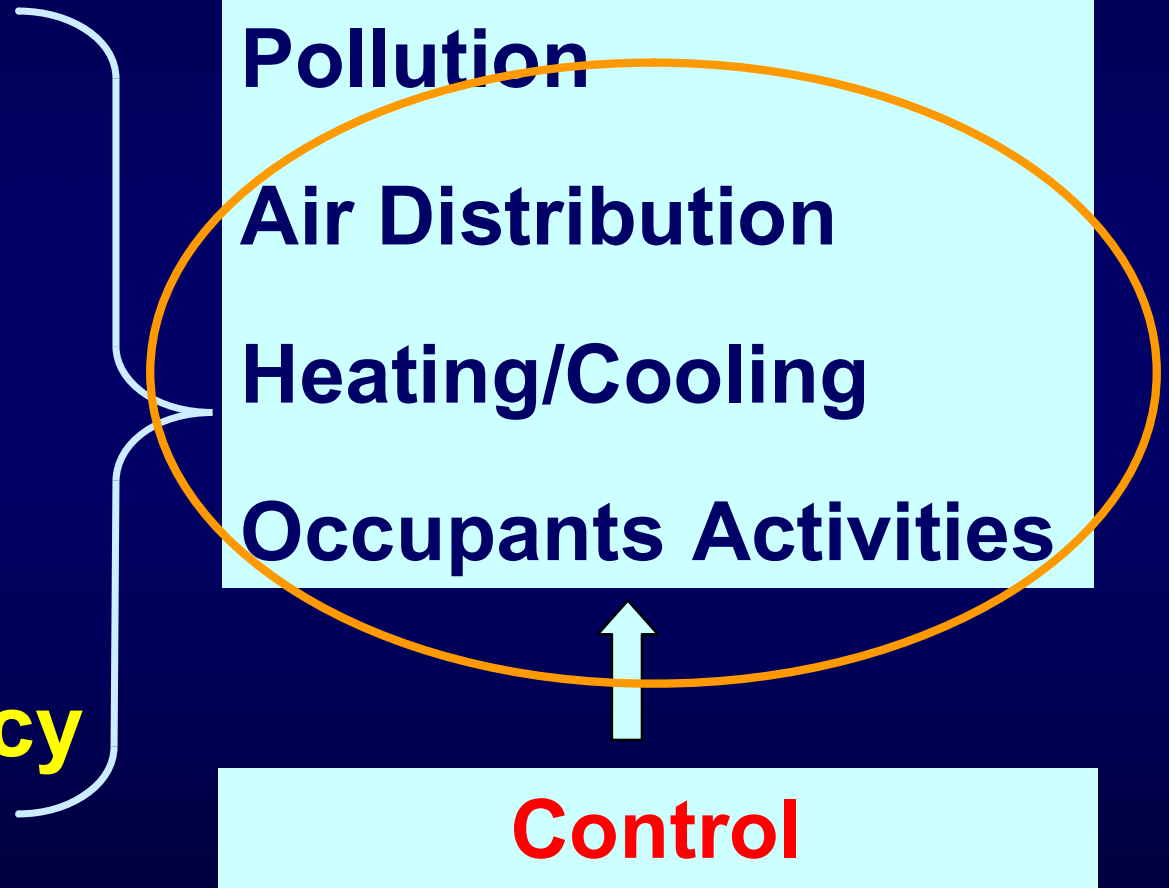 Pollution
Air Distribution
Heating/Cooling
Occupants Activities
cy
Control